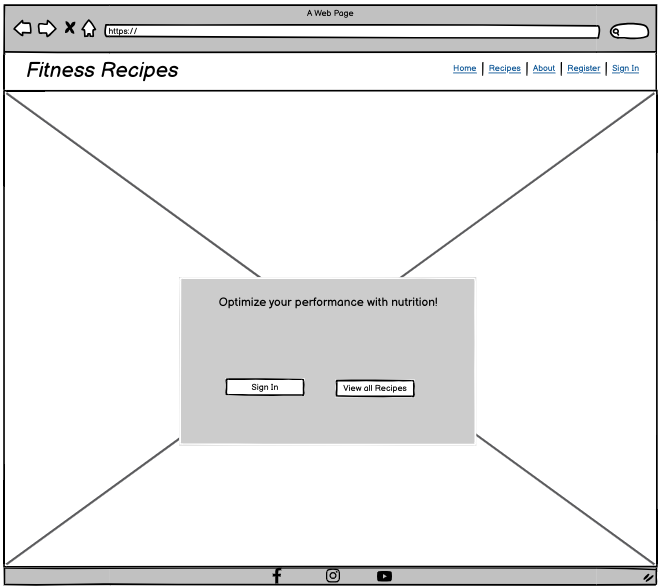 A Web Page
https://
Fitness Recipes
Home | Recipes | About | Register | Sign In
Optimize your performance with nutrition!
Sign In
View all Recipes